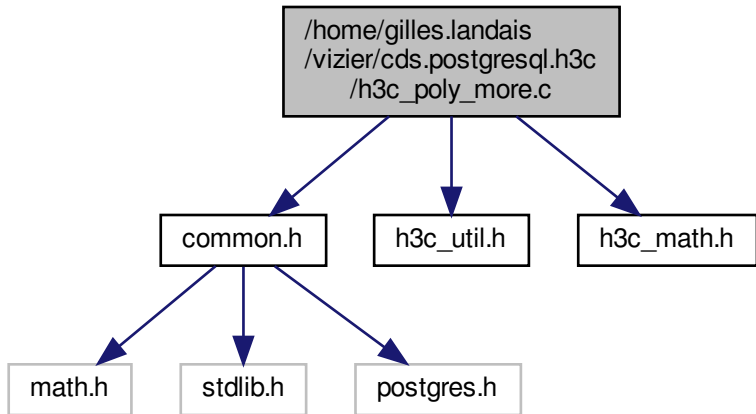 /home/gilles.landais
/vizier/cds.postgresql.h3c
/h3c_poly_more.c
common.h
h3c_util.h
h3c_math.h
math.h
stdlib.h
postgres.h